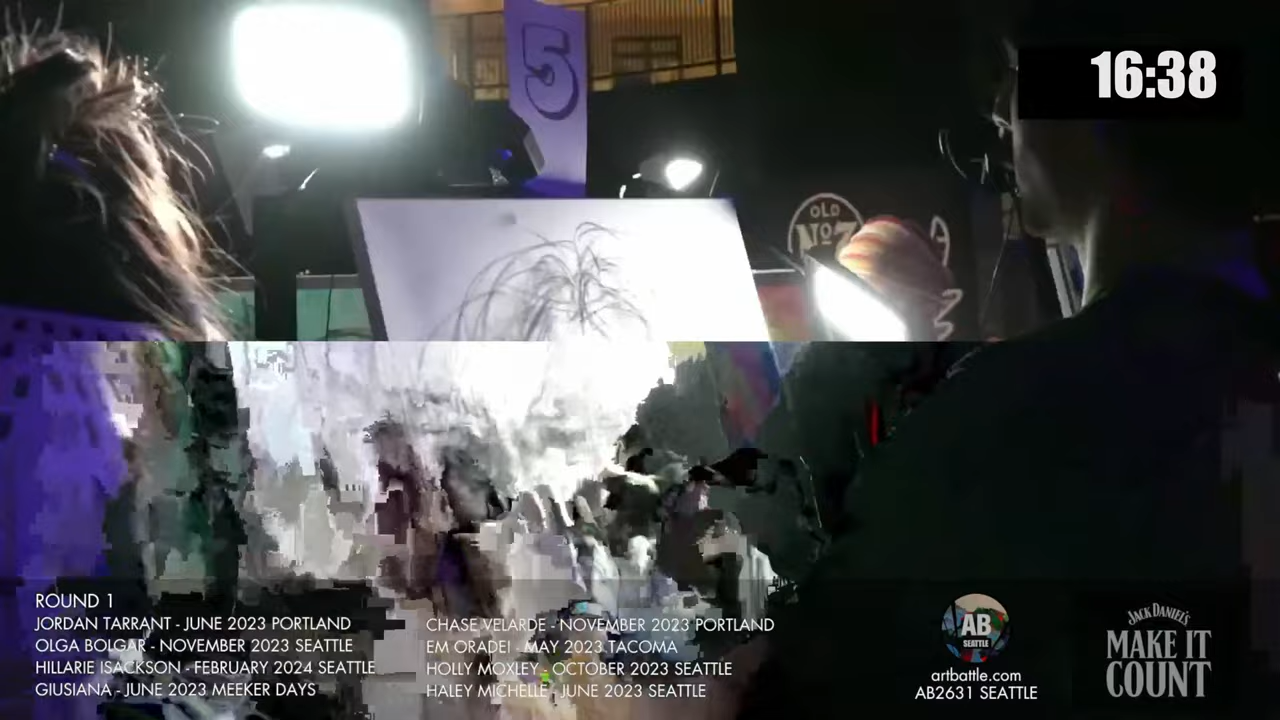 5
16:38
OLD
Nº7
ROUND 1
JORDAN TARRANT - JUNE 2023 PORTLAND
OLGA BOLGAR - NOVEMBER 2023 SEATTLE
HILLARIE ISACKSON - FEBRUARY 2024 SEATTLE
GIUSIANA - JUNE 2023 MEEKER DAYS
CHASE VELARDE - NOVEMBER 2023 PORTLAND
EM ORADEI - MAY 2023 TACOMA
HOLLY MOXLEY - OCTOBER 2023 SEATTLE
HALEY MICHELLE - JUNE 2023 SEATTLE
AB
SEATTLE
artbattle.com
AB2631 SEATTLE
JACK DANIEL'S
MAKE IT
COUNT